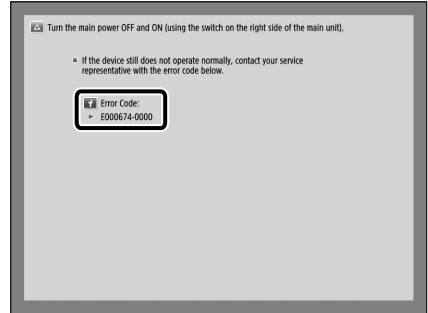 Turn the main power OFF and ON (using the switch on the right side of the main unit).
If the device still does not operate normally, contact your service
representative with the error code below.
Error Code:
E000674-0000